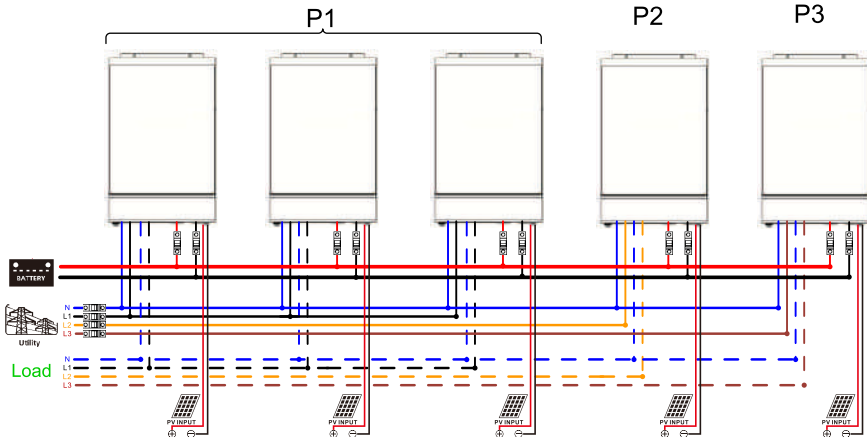 P1 P2 P3
BATTERY
N
L1
L2
L3
Utility
N
L1
L2
L3
Load
PV INPUT PV INPUT PV INPUT PV INPUT PV INPUT